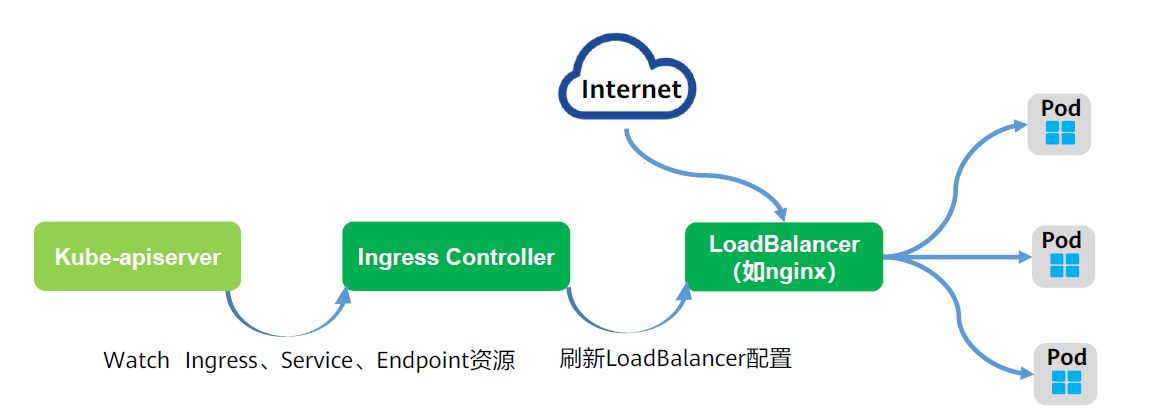 Internet
Pod
Kube-apiserver
Ingress Controller
LoadBalancer
（如nginx）
Pod
Watch Ingress、Service、Endpoint资源
刷新LoadBalancer配置
Pod